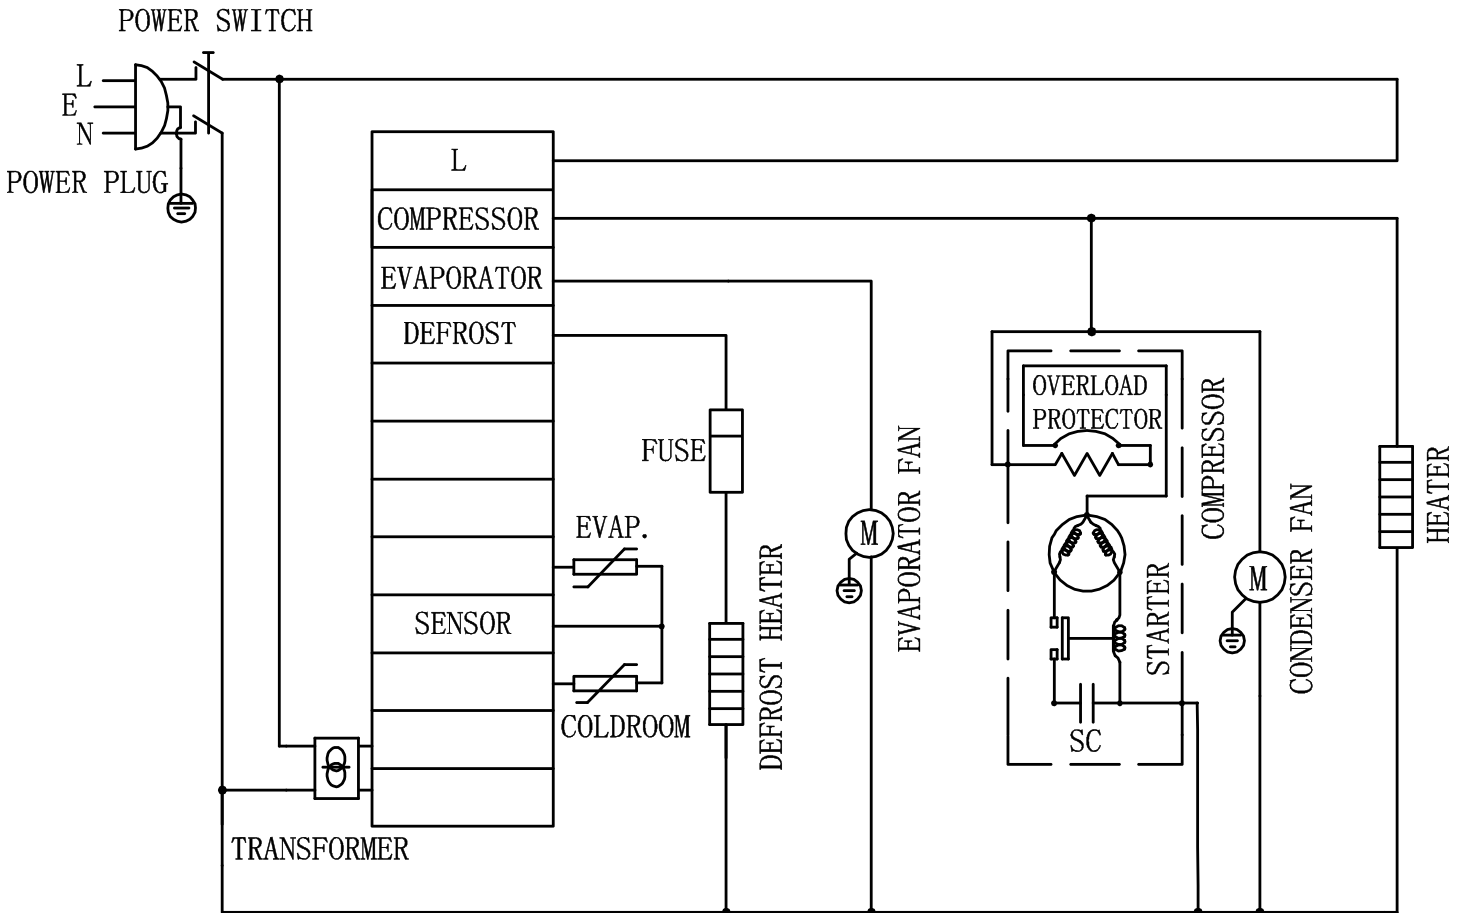 POWER SWITCH
L
E
N
POWER PLUG
L
COMPRESSOR
EVAPORATOR
DEFROST
SENSOR
FUSE
EVAP.
COLDROOM
DEFROST HEATER
EVAPORATOR FAN
M
OVERLOAD
PROTECTOR
COMPRESSOR
STARTER
SC
M
CONDENSER FAN
HEATER
TRANSFORMER